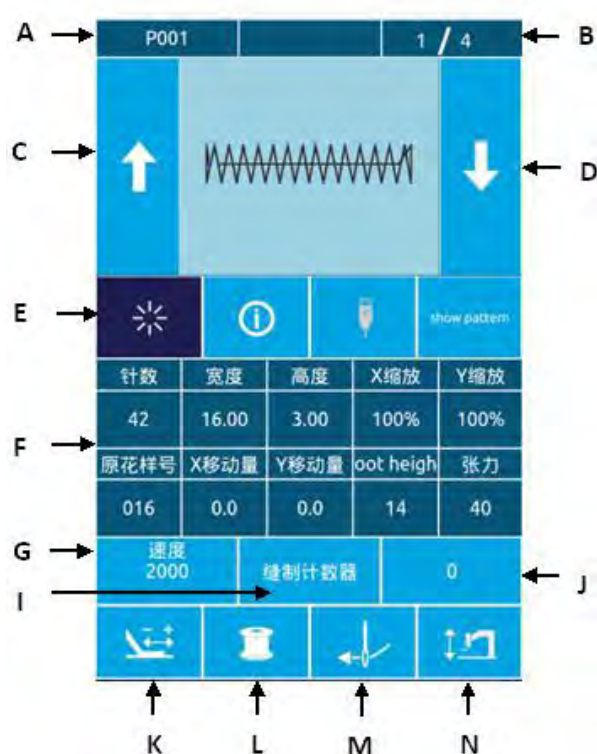 A P001 1 / 4 B
C D
E show pattern
针数 宽度 高度 X缩放 Y缩放
42 16.00 3.00 100% 100%
F
原花样号 X移动量 Y移动量 oot heigh 张力
016 0.0 0.0 14 40
G 速度
2000 缝制计数器 0
I J
K L M N